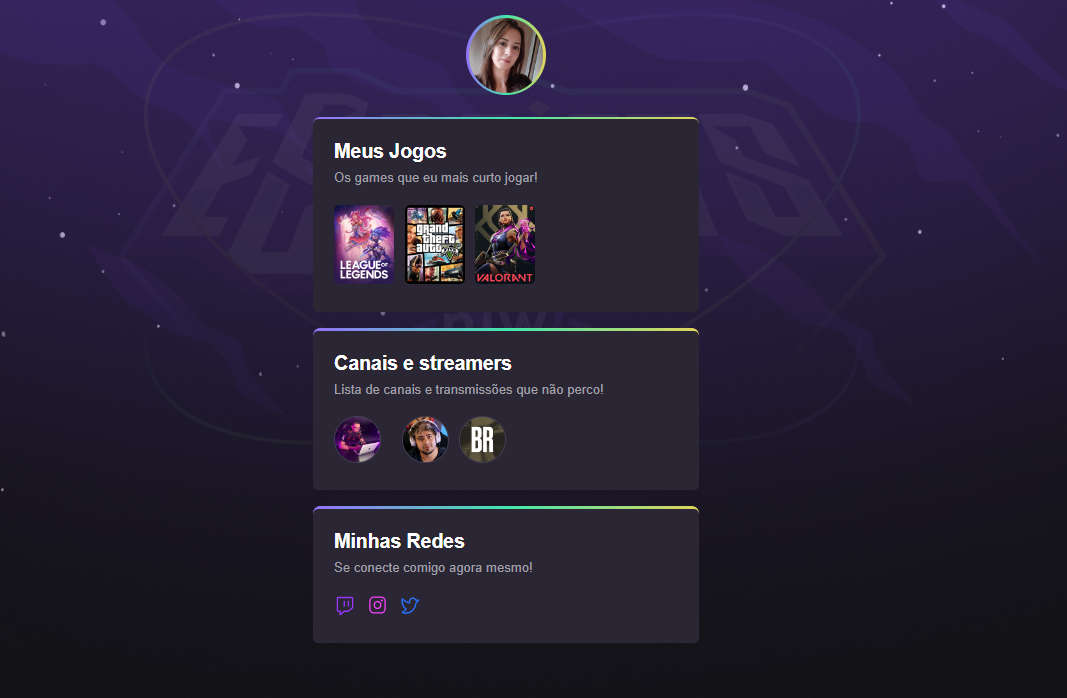 Meus Jogos
Os games que eu mais curto jogar!
LEAGUE OF
LEGENDS
grand
theft
auto
V
VALORANT
nlw
Canais e streamers
Lista de canais e transmissões que não perco!
BR
Minhas Redes
Se conecte comigo agora mesmo!